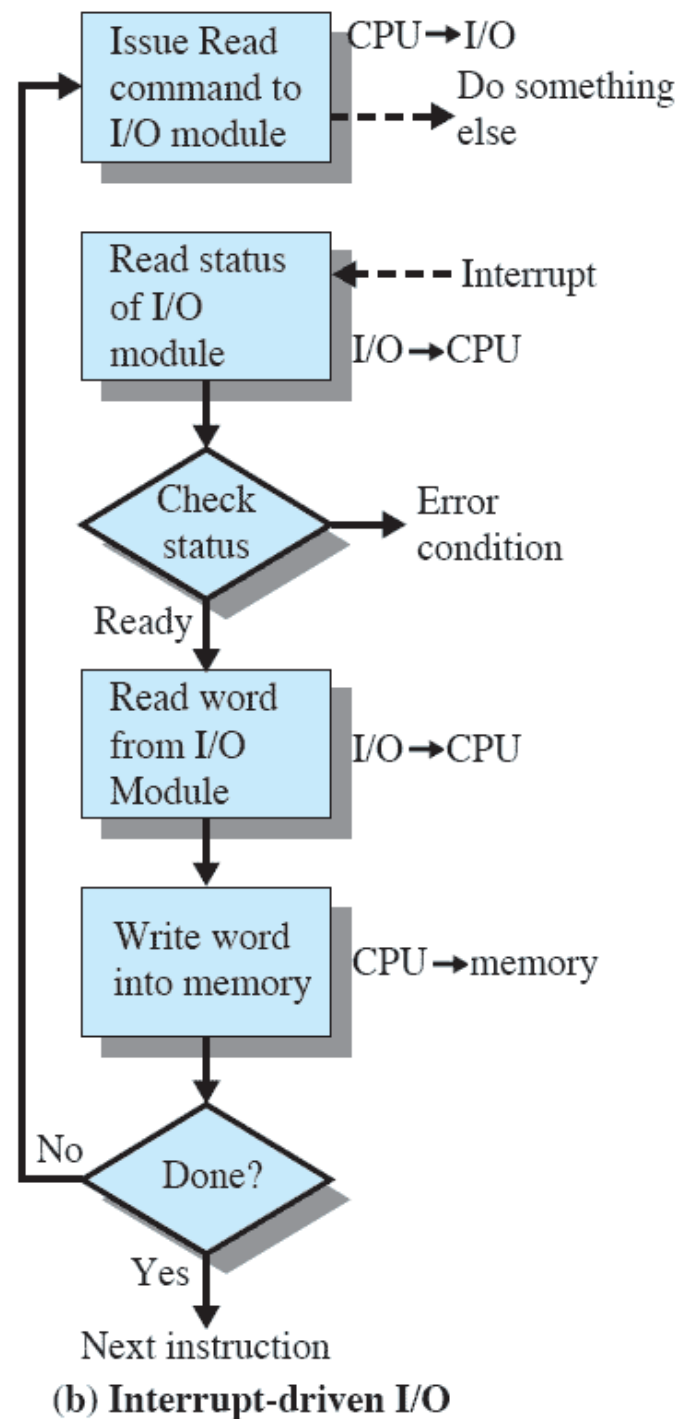 Issue Read
command to
I/O module
CPU→I/O
Do something
else
Read status
of I/O
module
Interrupt
I/O→CPU
Check
status
Error
condition
Ready
Read word
from I/O
Module
I/O→CPU
Write word
into memory
CPU→memory
No
Done?
Yes
Next instruction
(b) Interrupt-driven I/O